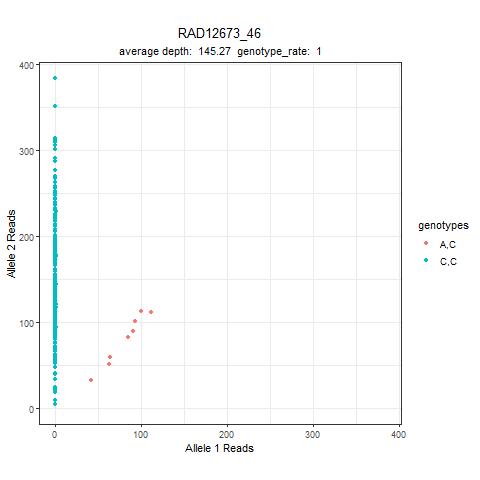 RAD12673_46
average depth:  145.27  genotype_rate:  1
400
300
200
100
0
Allele 2 Reads
0 100 200 300 400
Allele 1 Reads
genotypes
A,C
C,C